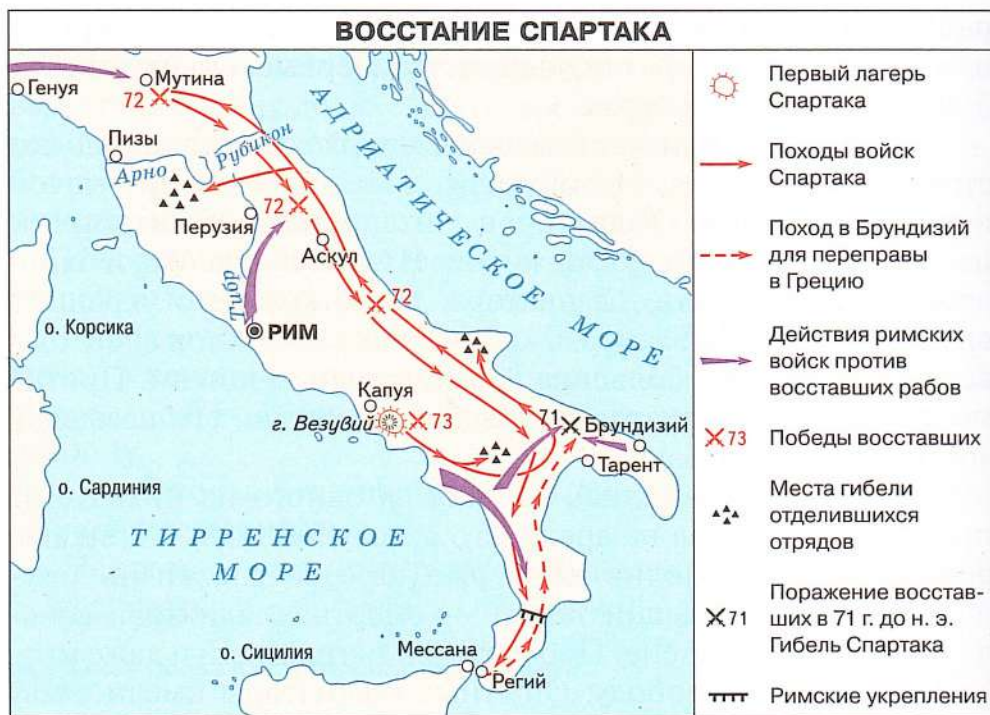 ВОССТАНИЕ СПАРТАКА
Генуя
Мутина
72
Пизы
Арно
Рубикон
АДРИАТИЧЕСКОЕ
МОРЕ
72
Перузия
Аскул
Тибр
72
о. Корсика
РИМ
Капуя
г. Везувий
73
71
Брундизий
Тарент
о. Сардиния
ТИРРЕНСКОЕ
МОРЕ
Мессана
о. Сицилия
Регий
Первый лагерь
Спартака
Походы войск
Спартака
Поход в Брундизий
для переправы
в Грецию
Действия римских
войск против
восставших рабов
73
Победы восставших
Места гибели
отделившихся
отрядов
71
Поражение восстав-
ших в 71 г. до н. э.
Гибель Спартака
Римские укрепления